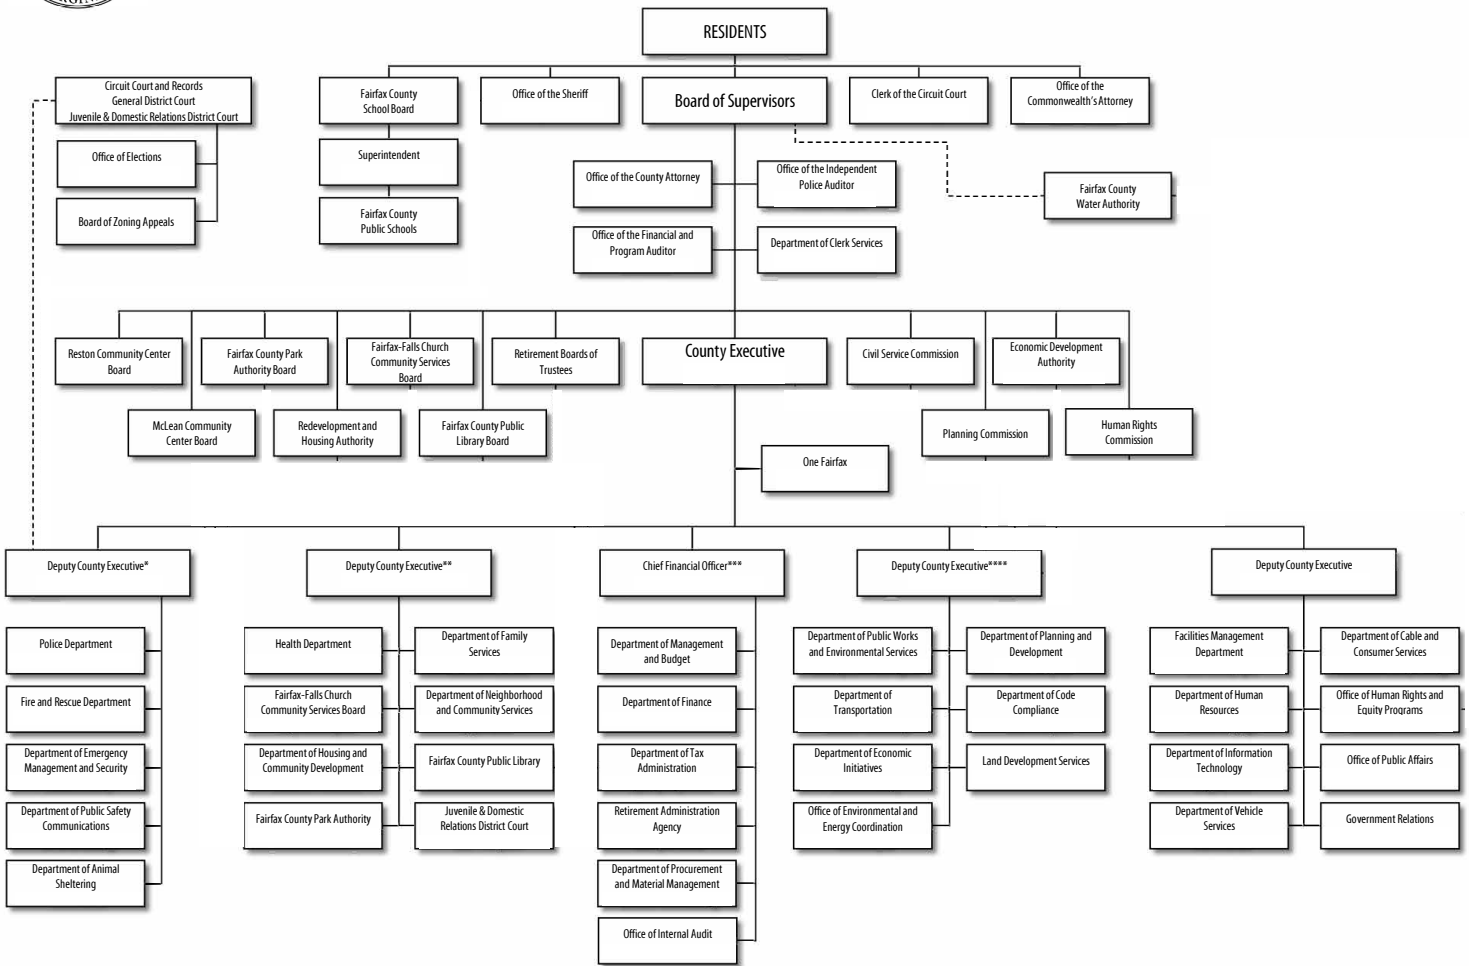 RESIDENTS
Circuit Court and Records
General District Court
Juvenile & Domestic Relations District Court
Fairfax County
School Board
Office of the Sheriff
Board of Supervisors
Clerk of the Circuit Court
Office of the
Commonwealth's Attorney
Office of Elections
Superintendent
Office of the County Attorney
Office of the Independent
Police Auditor
Fairfax County
Water Authority
Board of Zoning Appeals
Fairfax County
Public Schools
Office of the Financial and
Program Auditor
Department of Clerk Services
Reston Community Center
Board
Fairfax County Park
Authority Board
Fairfax-Falls Church
Community Services
Board
Retirement Boards of
Trustees
County Executive
Civil Service Commission
Economic Development
Authority
McLean Community
Center Board
Redevelopment and
Housing Authority
Fairfax County Public
Library Board
Planning Commission
Human Rights
Commission
One Fairfax
Deputy County Executive*
Deputy County Executive**
Chief Financial Officer***
Deputy County Executive****
Deputy County Executive
Police Department
Fire and Rescue Department
Department of Emergency
Management and Security
Department of Public Safety
Communications
Department of Animal
Sheltering
Health Department
Department of Family
Services
Fairfax-Falls Church
Community Services Board
Department of Neighborhood
and Community Services
Department of Housing and
Community Development
Fairfax County Public Library
Fairfax County Park Authority
Juvenile & Domestic
Relations District Court
Department of Management
and Budget
Department of Finance
Department of Tax
Administration
Retirement Administration
Agency
Department of Procurement
and Material Management
Office of Internal Audit
Department of Public Works
and Environmental Services
Department of Planning and
Development
Department of
Transportation
Department of Code
Compliance
Department of Economic
Initiatives
Land Development Services
Office of Environmental and
Energy Coordination
Facilities Management
Department
Department of Cable and
Consumer Services
Department of Human
Resources
Office of Human Rights and
Equity Programs
Department of Information
Technology
Office of Public Affairs
Department of Vehicle
Services
Government Relations